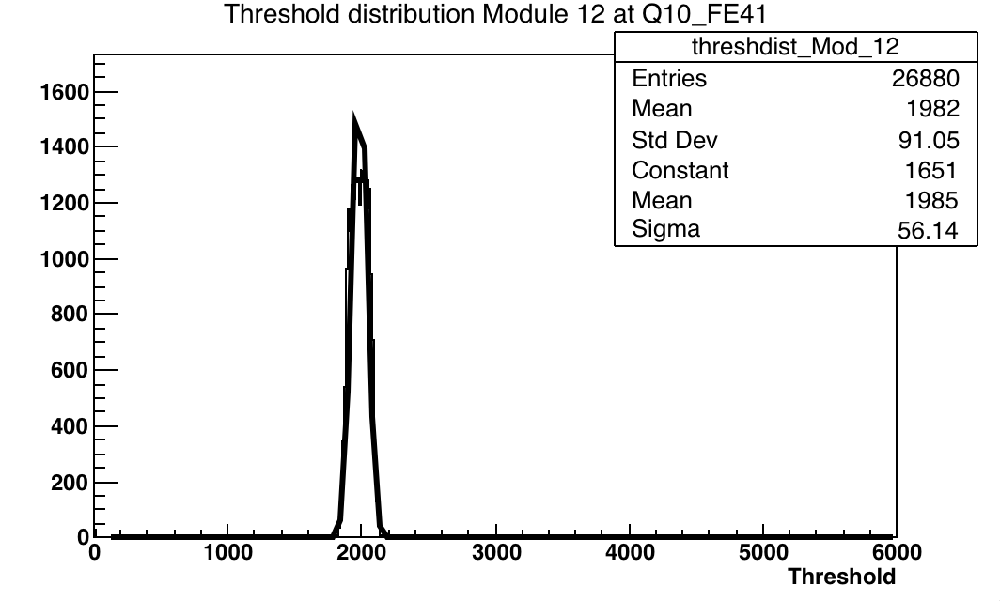 Threshold distribution Module 12 at Q10_FE41
threshdist_Mod_12
Entries 26880
Mean 1982
Std Dev 91.05
Constant 1651
Mean 1985
Sigma 56.14
1600
1400
1200
1000
800
600
400
200
0
0 1000 2000 3000 4000 5000 6000
Threshold